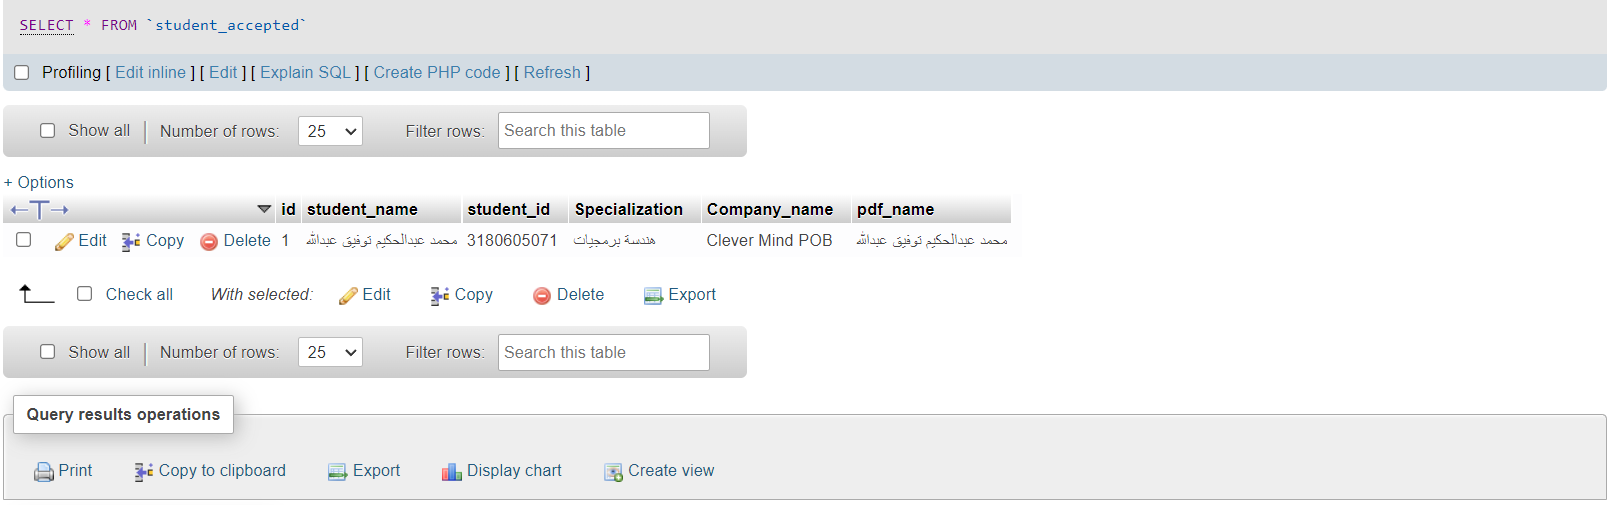 SELECT * FROM `student_accepted`
Profiling [ Edit inline ] [ Edit ] [ Explain SQL ] [ Create PHP code ] [ Refresh ]
Show all Number of rows: 25 Filter rows: Search this table
+ Options
id student_name student_id Specialization Company_name pdf_name
Edit Copy Delete 1 محمد عبدالحكيم توفيق عبدالله 3180605071 هندسة برمجيات Clever Mind POB محمد عبدالحكيم توفيق عبدالله
Check all With selected: Edit Copy Delete Export
Show all Number of rows: 25 Filter rows: Search this table
Query results operations
Print Copy to clipboard Export Display chart Create view